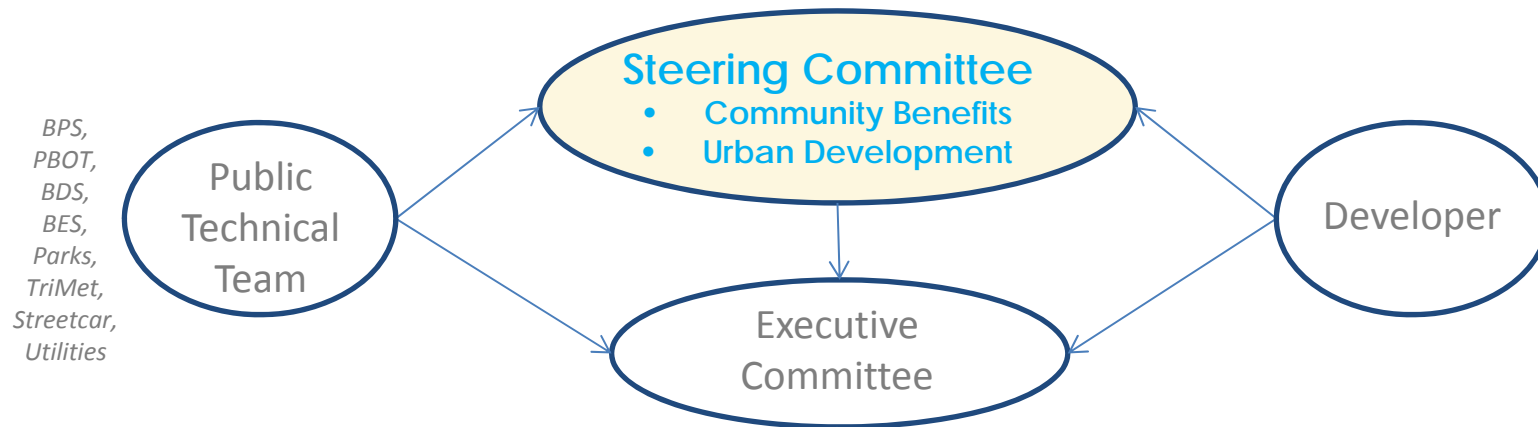 Steering Committee
• Community Benefits
• Urban Development
BPS,
PBOT,
BDS,
BES,
Parks,
TriMet,
Streetcar,
Utilities
Public
Technical
Team
Developer
Executive
Committee